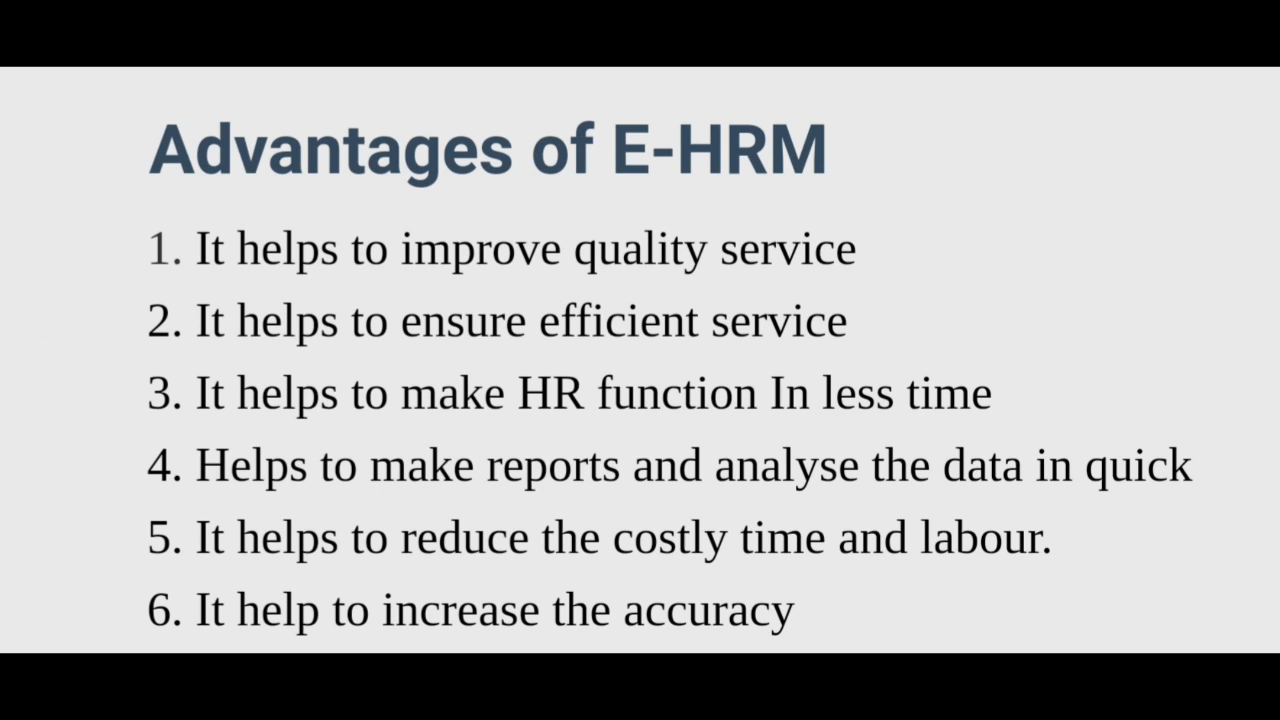 Advantages of E-HRM
1. It helps to improve quality service
2. It helps to ensure efficient service
3. It helps to make HR function In less time
4. Helps to make reports and analyse the data in quick
5. It helps to reduce the costly time and labour.
6. It help to increase the accuracy